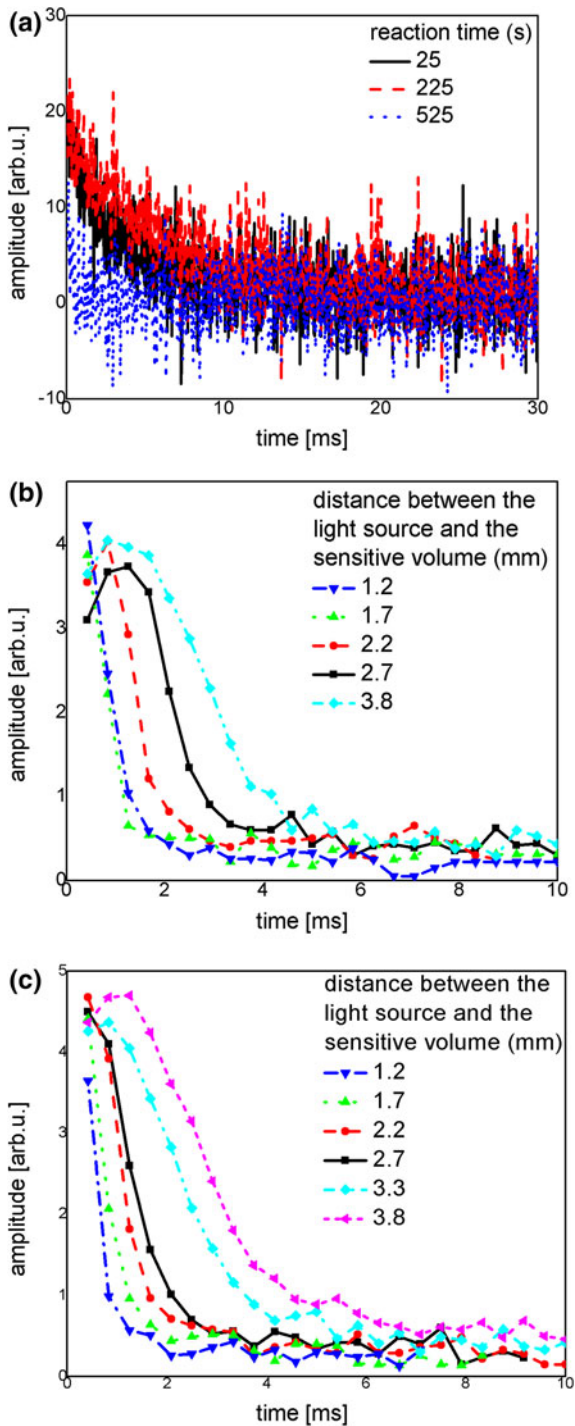 (a)
30
20
10
0
-10
amplitude [arb.u.]
reaction time (s)
25
225
525
0
10
20
30
time [ms]
(b)
4
3
2
1
0
amplitude [arb.u.]
distance between the
light source and the
sensitive volume (mm)
1.2
1.7
2.2
2.7
3.8
0
2
4
6
8
10
time [ms]
(c)
5
4
3
2
1
0
amplitude [arb.u.]
distance between the
light source and the
sensitive volume (mm)
1.2
1.7
2.2
2.7
3.3
3.8
0
2
4
6
8
10
time [ms]